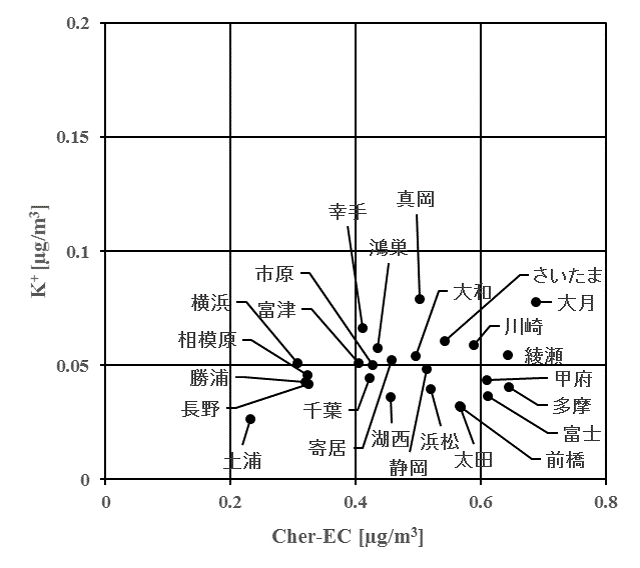 0.2
0.15
0.1
0.05
0
K⁺ [μg/m³]
真岡
幸手
鴻巣
市原
大和
さいたま
横浜
富津
大月
川崎
相模原
綾瀬
勝浦
甲府
長野
千葉
多摩
寄居
湖西
浜松
富士
土浦
静岡
太田
前橋
0
0.2
0.4
0.6
0.8
Cher-EC [μg/m³]